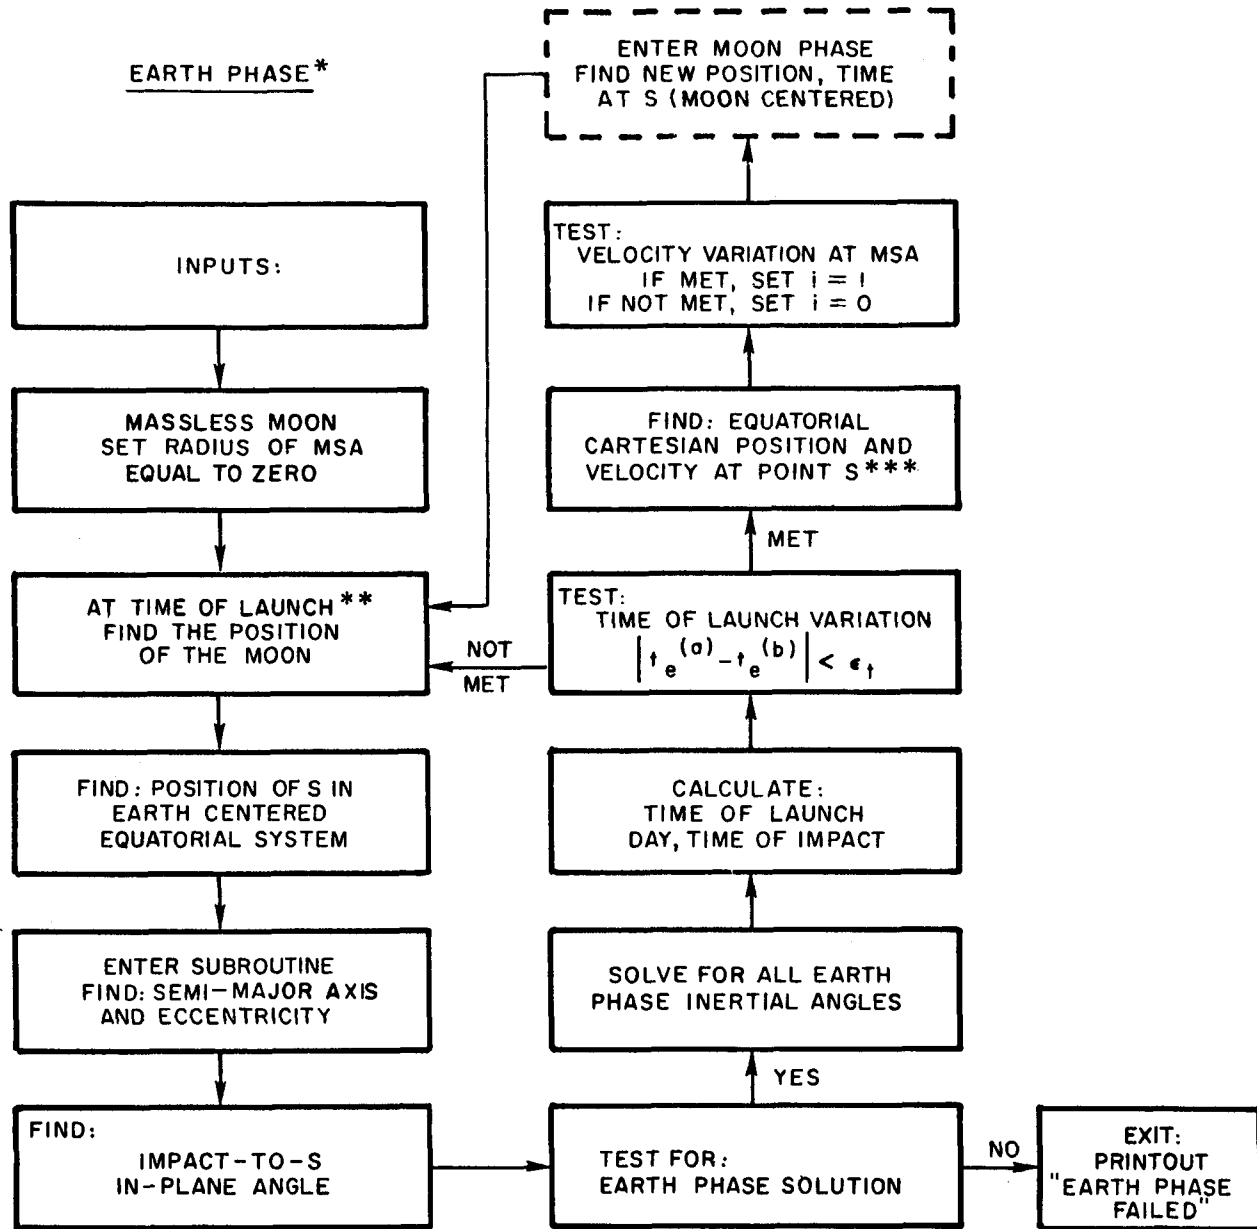 EARTH PHASE*
ENTER MOON PHASE
FIND NEW POSITION, TIME
AT S (MOON CENTERED)
INPUTS:
MASSLESS MOON
SET RADIUS OF MSA
EQUAL TO ZERO
AT TIME OF LAUNCH**
FIND THE POSITION
OF THE MOON
FIND: POSITION OF S IN
EARTH CENTERED
EQUATORIAL SYSTEM
ENTER SUBROUTINE
FIND: SEMI-MAJOR AXIS
AND ECCENTRICITY
FIND:
IMPACT-TO-S
IN-PLANE ANGLE
TEST FOR:
EARTH PHASE SOLUTION
NO
EXIT:
PRINTOUT
"EARTH PHASE
FAILED"
YES
SOLVE FOR ALL EARTH
PHASE INERTIAL ANGLES
CALCULATE:
TIME OF LAUNCH
DAY, TIME OF IMPACT
TEST:
TIME OF LAUNCH VARIATION
|t_e^(a) - t_e^(b)| < ϵ_t
NOT
MET
MET
FIND: EQUATORIAL
CARTESIAN POSITION AND
VELOCITY AT POINT S***
TEST:
VELOCITY VARIATION AT MSA
IF MET, SET i = 1
IF NOT MET, SET i = 0